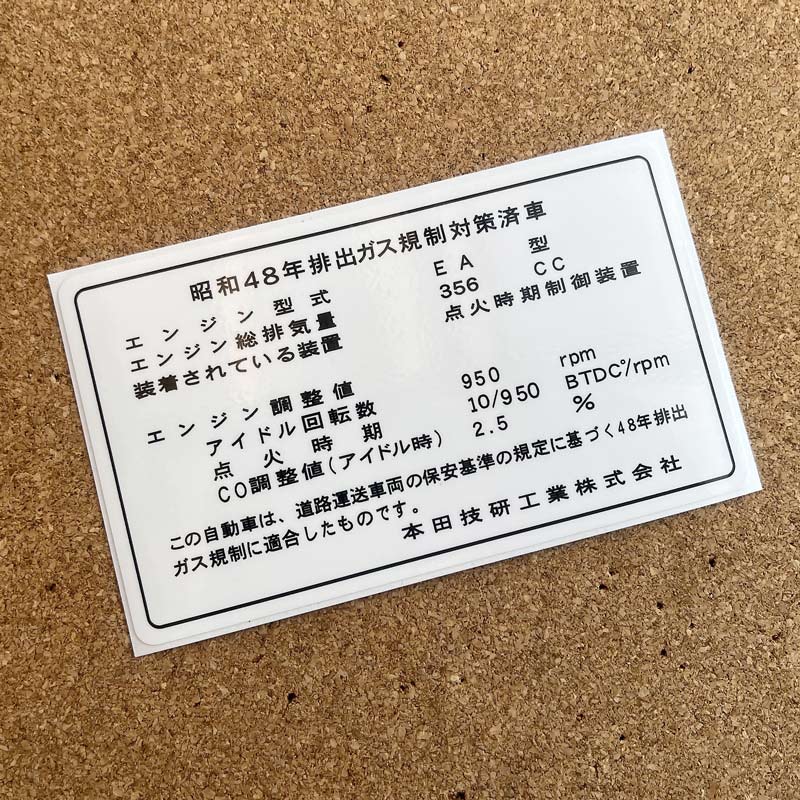 昭和48年排出ガス規制対策済車
エンジン型式 EA 型
エンジン総排気量 356 CC
装着されている装置 点火時期制御装置
エンジン調整値
アイドル回転数 950 rpm
点火時期 10/950 BTDC°/rpm
CO調整値(アイドル時) 2.5 %
この自動車は、道路運送車両の保安基準の規定に基づく48年排出
ガス規制に適合したものです。
本田技研工業株式会社